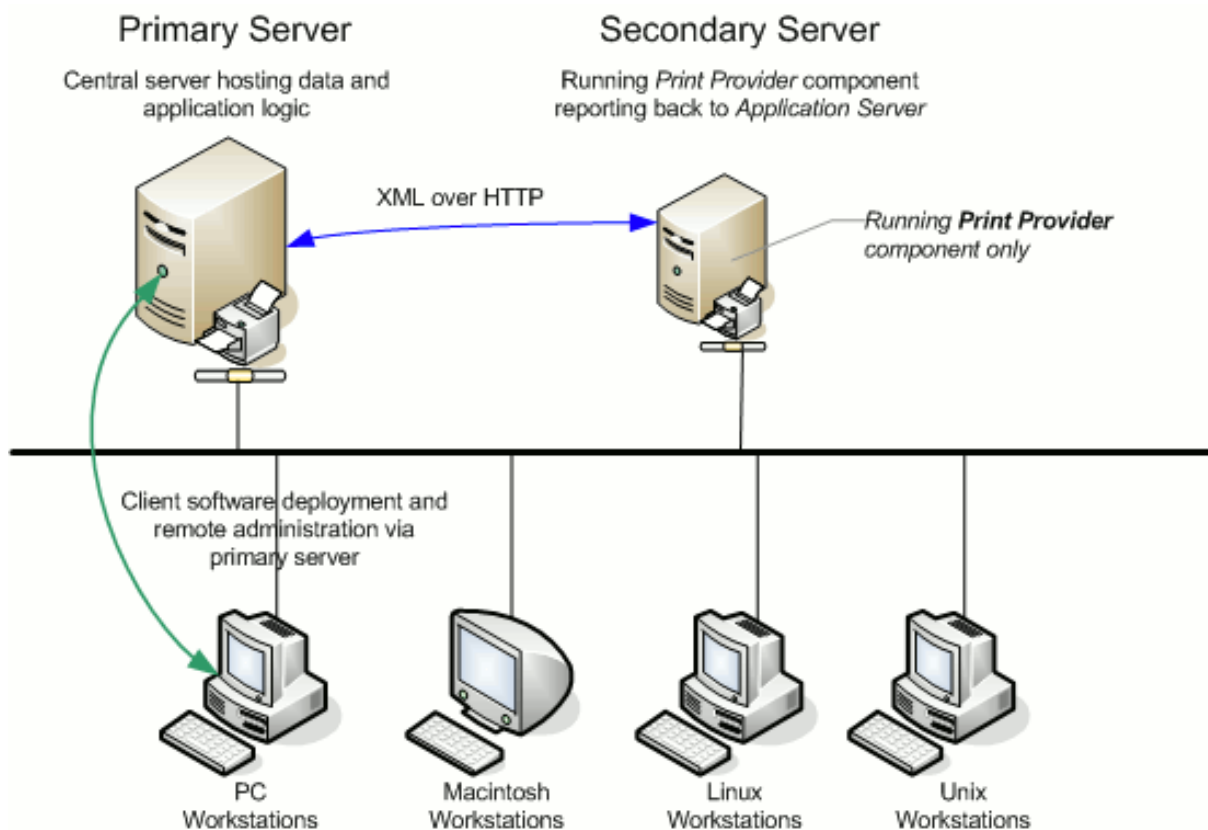 Primary Server
Central server hosting data and
application logic
Secondary Server
Running Print Provider component
reporting back to Application Server
XML over HTTP
Running Print Provider
component only
Client software deployment and
remote administration via
primary server
PC
Workstations
Macintosh
Workstations
Linux
Workstations
Unix
Workstations